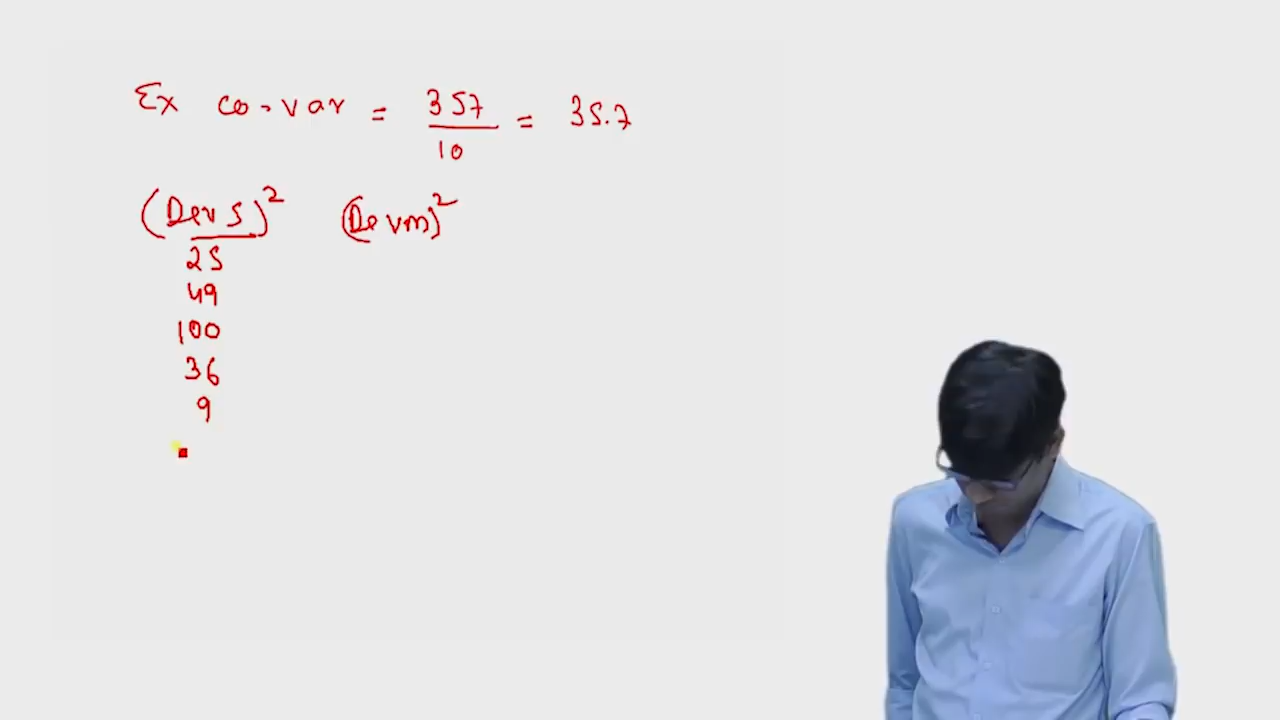 Ex co-var = 357/10 = 35.7
(Dev S)² (Dev m)²
25
49
100
36
9